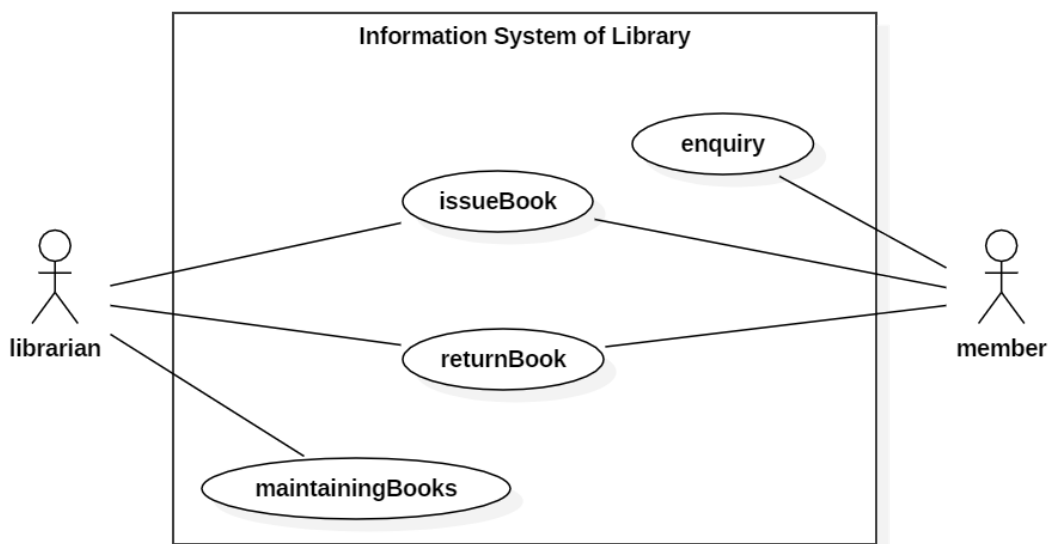 Information System of Library
enquiry
issueBook
librarian
member
returnBook
maintainingBooks